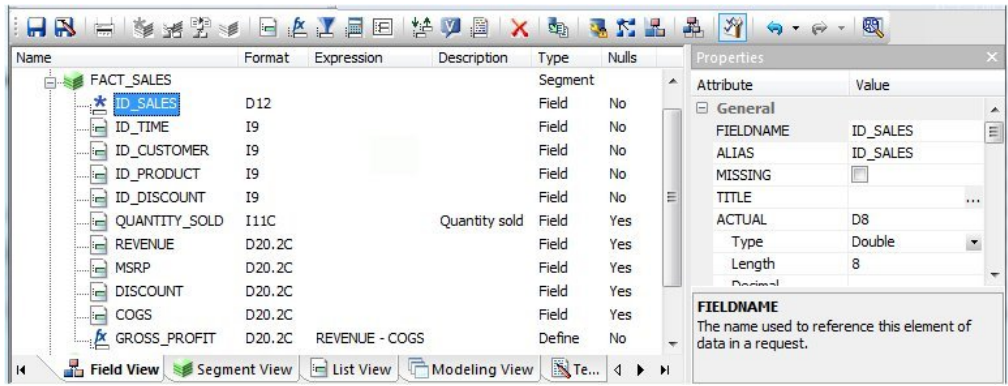 Name Format Expression Description Type Nulls
FACT_SALES Segment
ID_SALES D12 Field No
ID_TIME I9 Field No
ID_CUSTOMER I9 Field No
ID_PRODUCT I9 Field No
ID_DISCOUNT I9 Field No
QUANTITY_SOLD I11C Quantity sold Field Yes
REVENUE D20.2C Field Yes
MSRP D20.2C Field Yes
DISCOUNT D20.2C Field Yes
COGS D20.2C Field Yes
fx GROSS_PROFIT D20.2C REVENUE - COGS Define No
Field View Segment View List View Modeling View Te...
Properties
Attribute Value
General
FIELDNAME ID_SALES
ALIAS ID_SALES
MISSING
TITLE ...
ACTUAL D8
Type Double
Length 8
Decimal
FIELDNAME
The name used to reference this element of
data in a request.